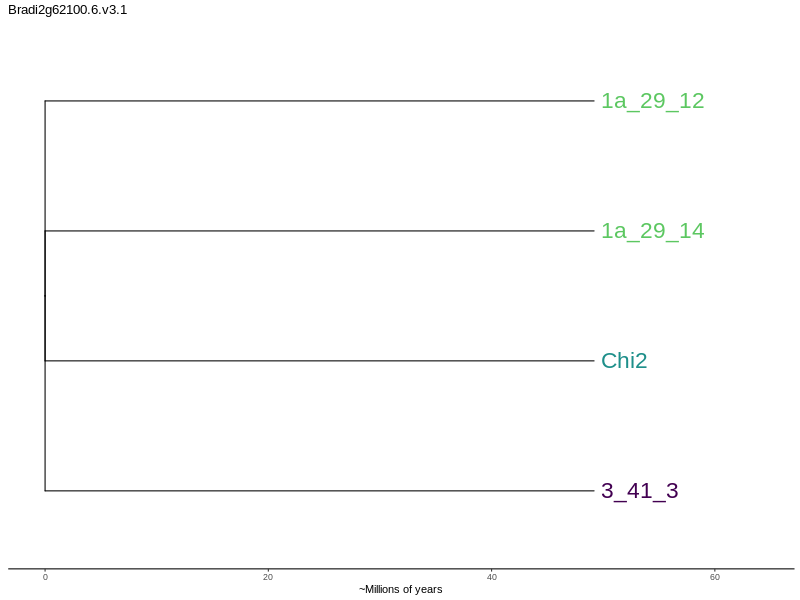 Bradi2g62100.6.v3.1
1a_29_12
1a_29_14
Chi2
3_41_3
0 20 40 60
~Millions of years